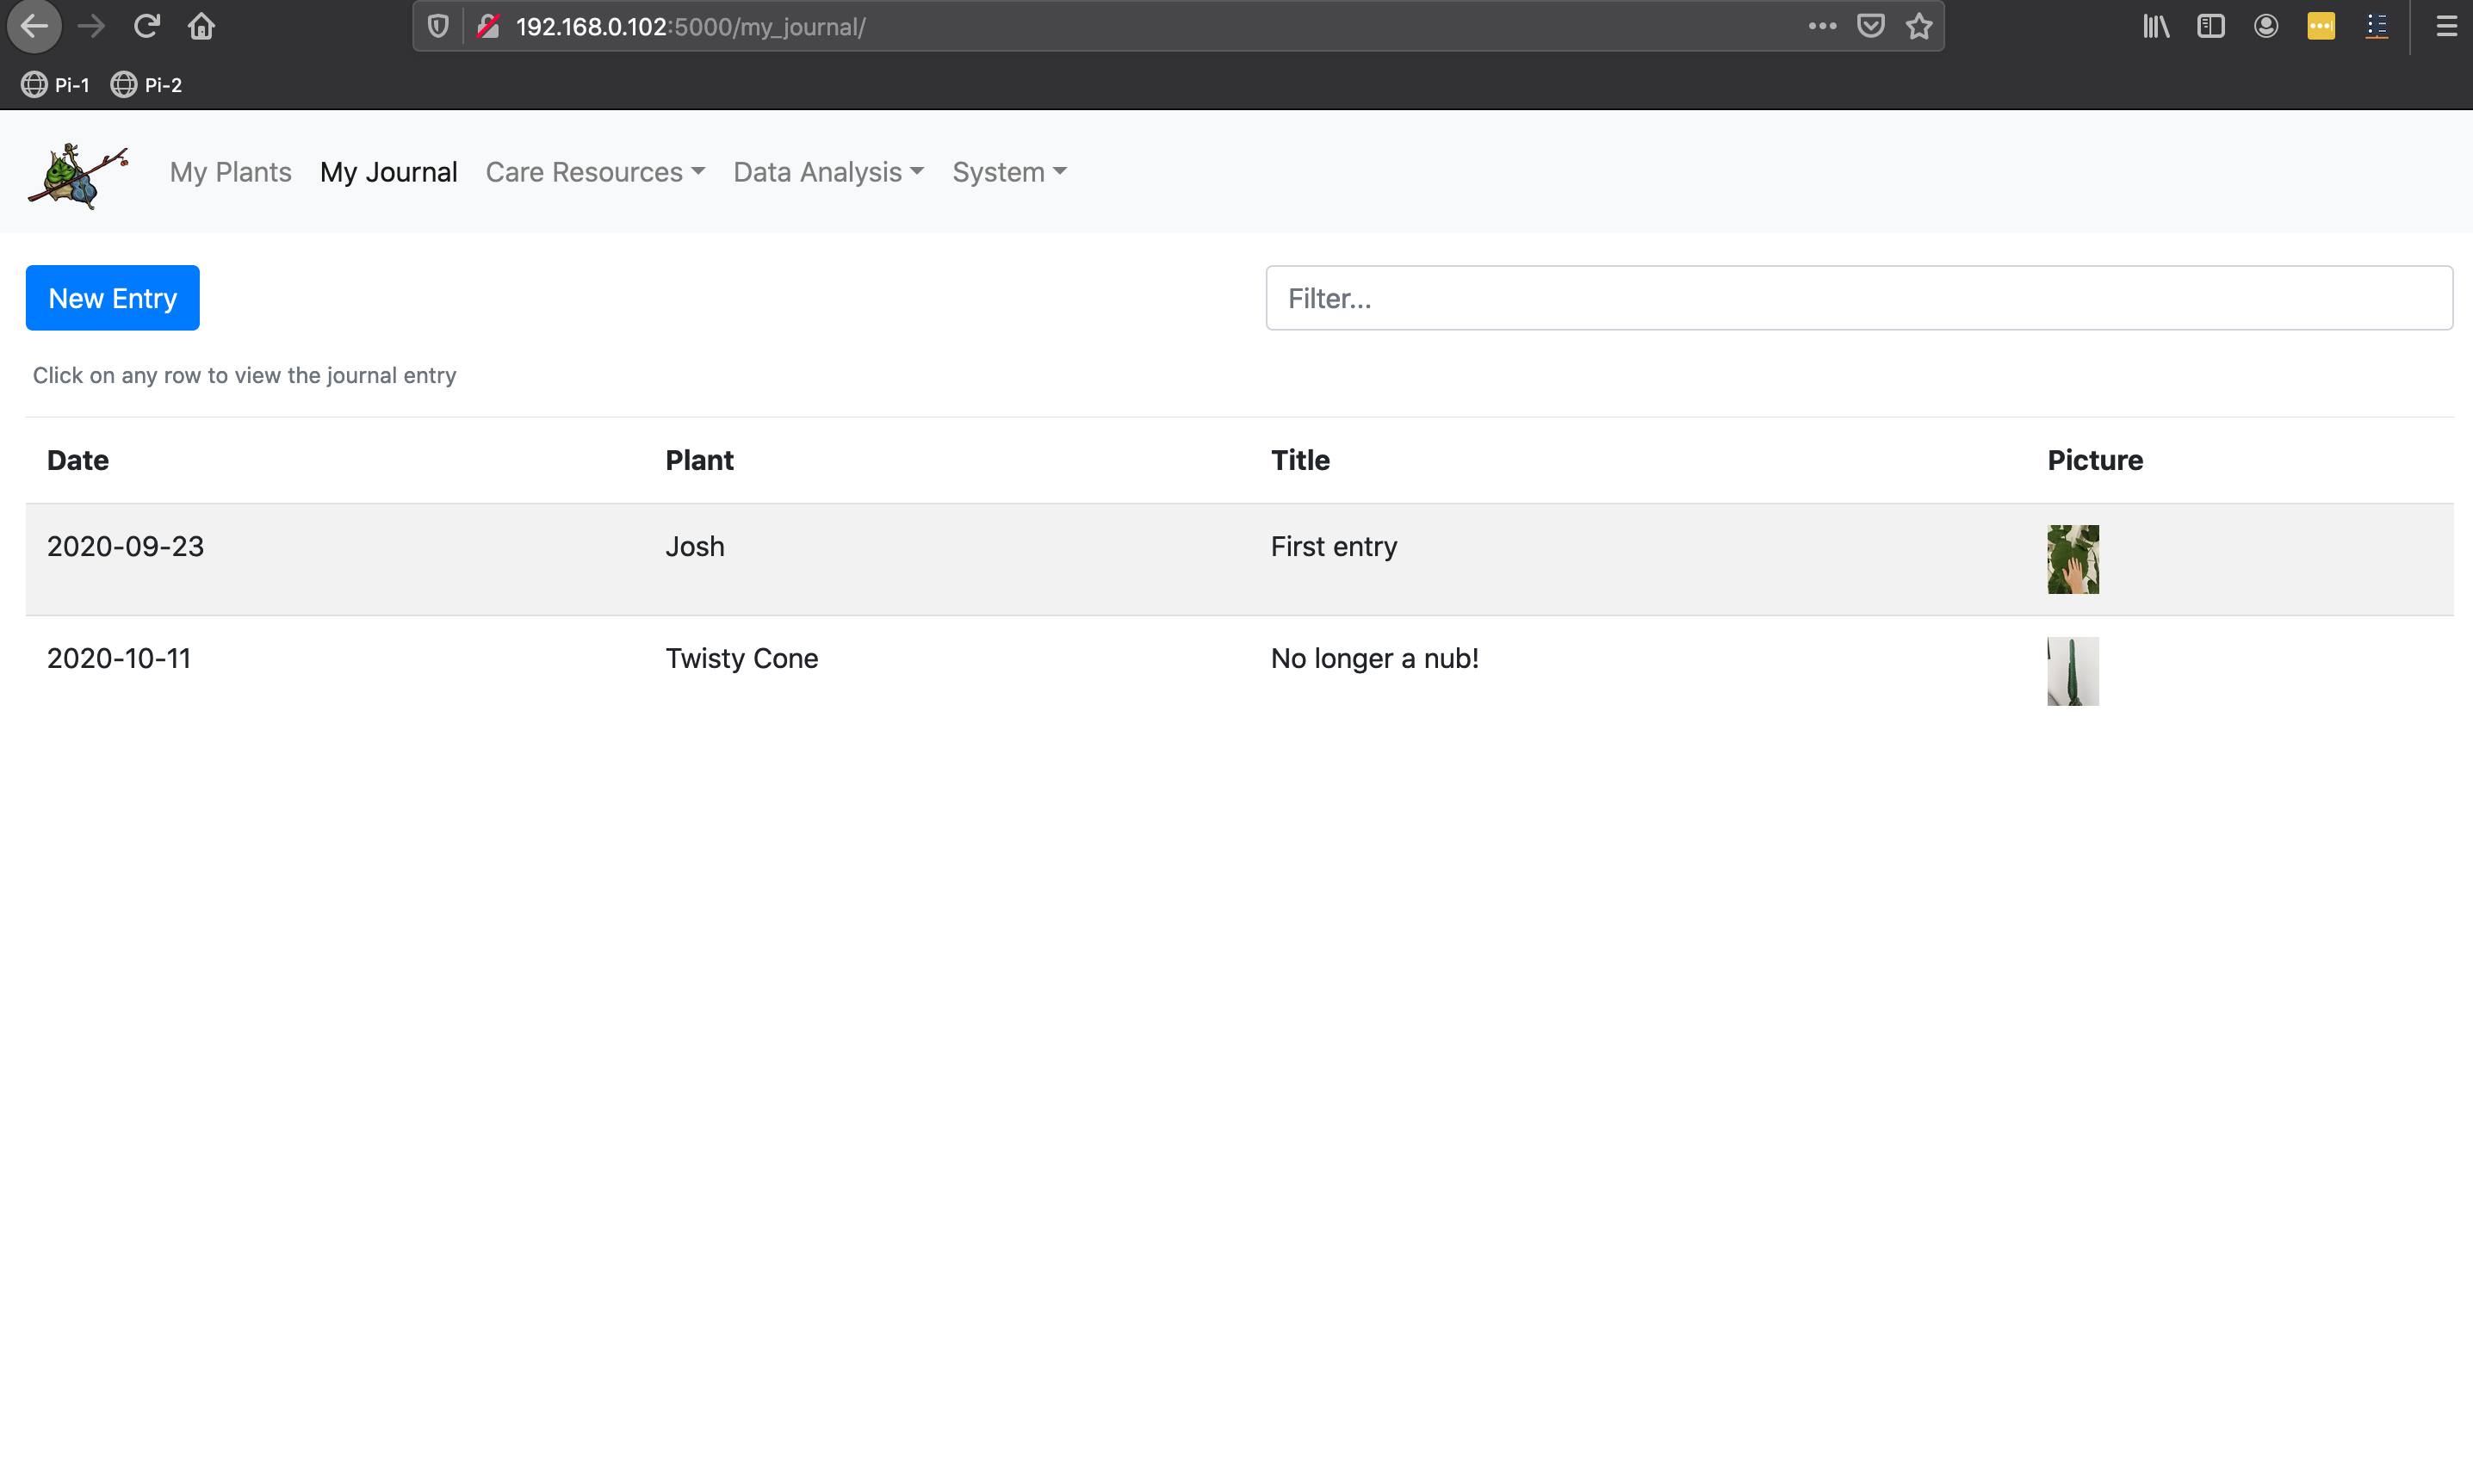 192.168.0.102:5000/my_journal/
Pi-1 Pi-2
My Plants My Journal Care Resources Data Analysis System
New Entry Filter...
Click on any row to view the journal entry
Date Plant Title Picture
2020-09-23 Josh First entry
2020-10-11 Twisty Cone No longer a nub!